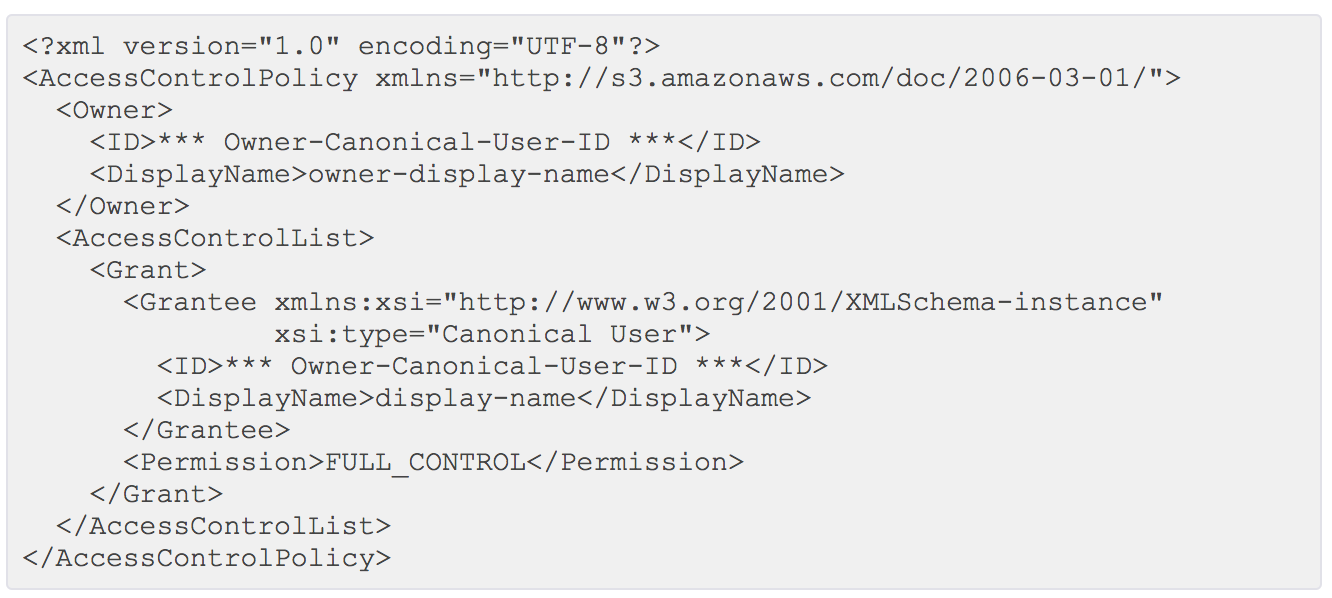 <?xml version="1.0" encoding="UTF-8"?>
<AccessControlPolicy xmlns="http://s3.amazonaws.com/doc/2006-03-01/">
  <Owner>
    <ID>*** Owner-Canonical-User-ID ***</ID>
    <DisplayName>owner-display-name</DisplayName>
  </Owner>
  <AccessControlList>
    <Grant>
      <Grantee xmlns:xsi="http://www.w3.org/2001/XMLSchema-instance"
               xsi:type="Canonical User">
        <ID>*** Owner-Canonical-User-ID ***</ID>
        <DisplayName>display-name</DisplayName>
      </Grantee>
      <Permission>FULL_CONTROL</Permission>
    </Grant>
  </AccessControlList>
</AccessControlPolicy>